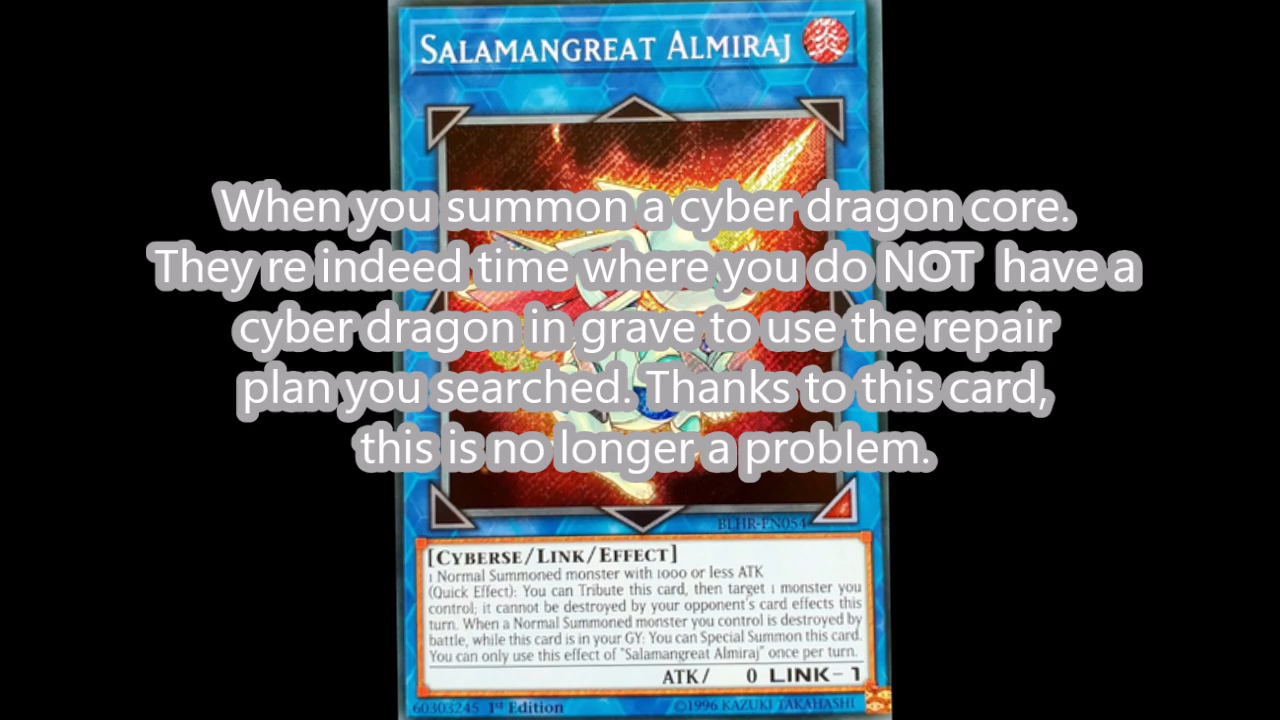 SALAMANGREAT ALMIRAJ 炎
When you summon a cyber dragon core.
They re indeed time where you do NOT have a
cyber dragon in grave to use the repair
plan you searched. Thanks to this card,
this is no longer a problem.
BLHR-EN054
[CYBERSE/LINK/EFFECT]
1 Normal Summoned monster with 1000 or less ATK
(Quick Effect): You can Tribute this card, then target 1 monster you
control; it cannot be destroyed by your opponent's card effects this
turn. When a Normal Summoned monster you control is destroyed by
battle, while this card is in your GY: You can Special Summon this card.
You can only use this effect of "Salamangreat Almiraj" once per turn.
ATK/ 0 LINK-1
60303245 1st Edition ©1996 KAZUKI TAKAHASHI